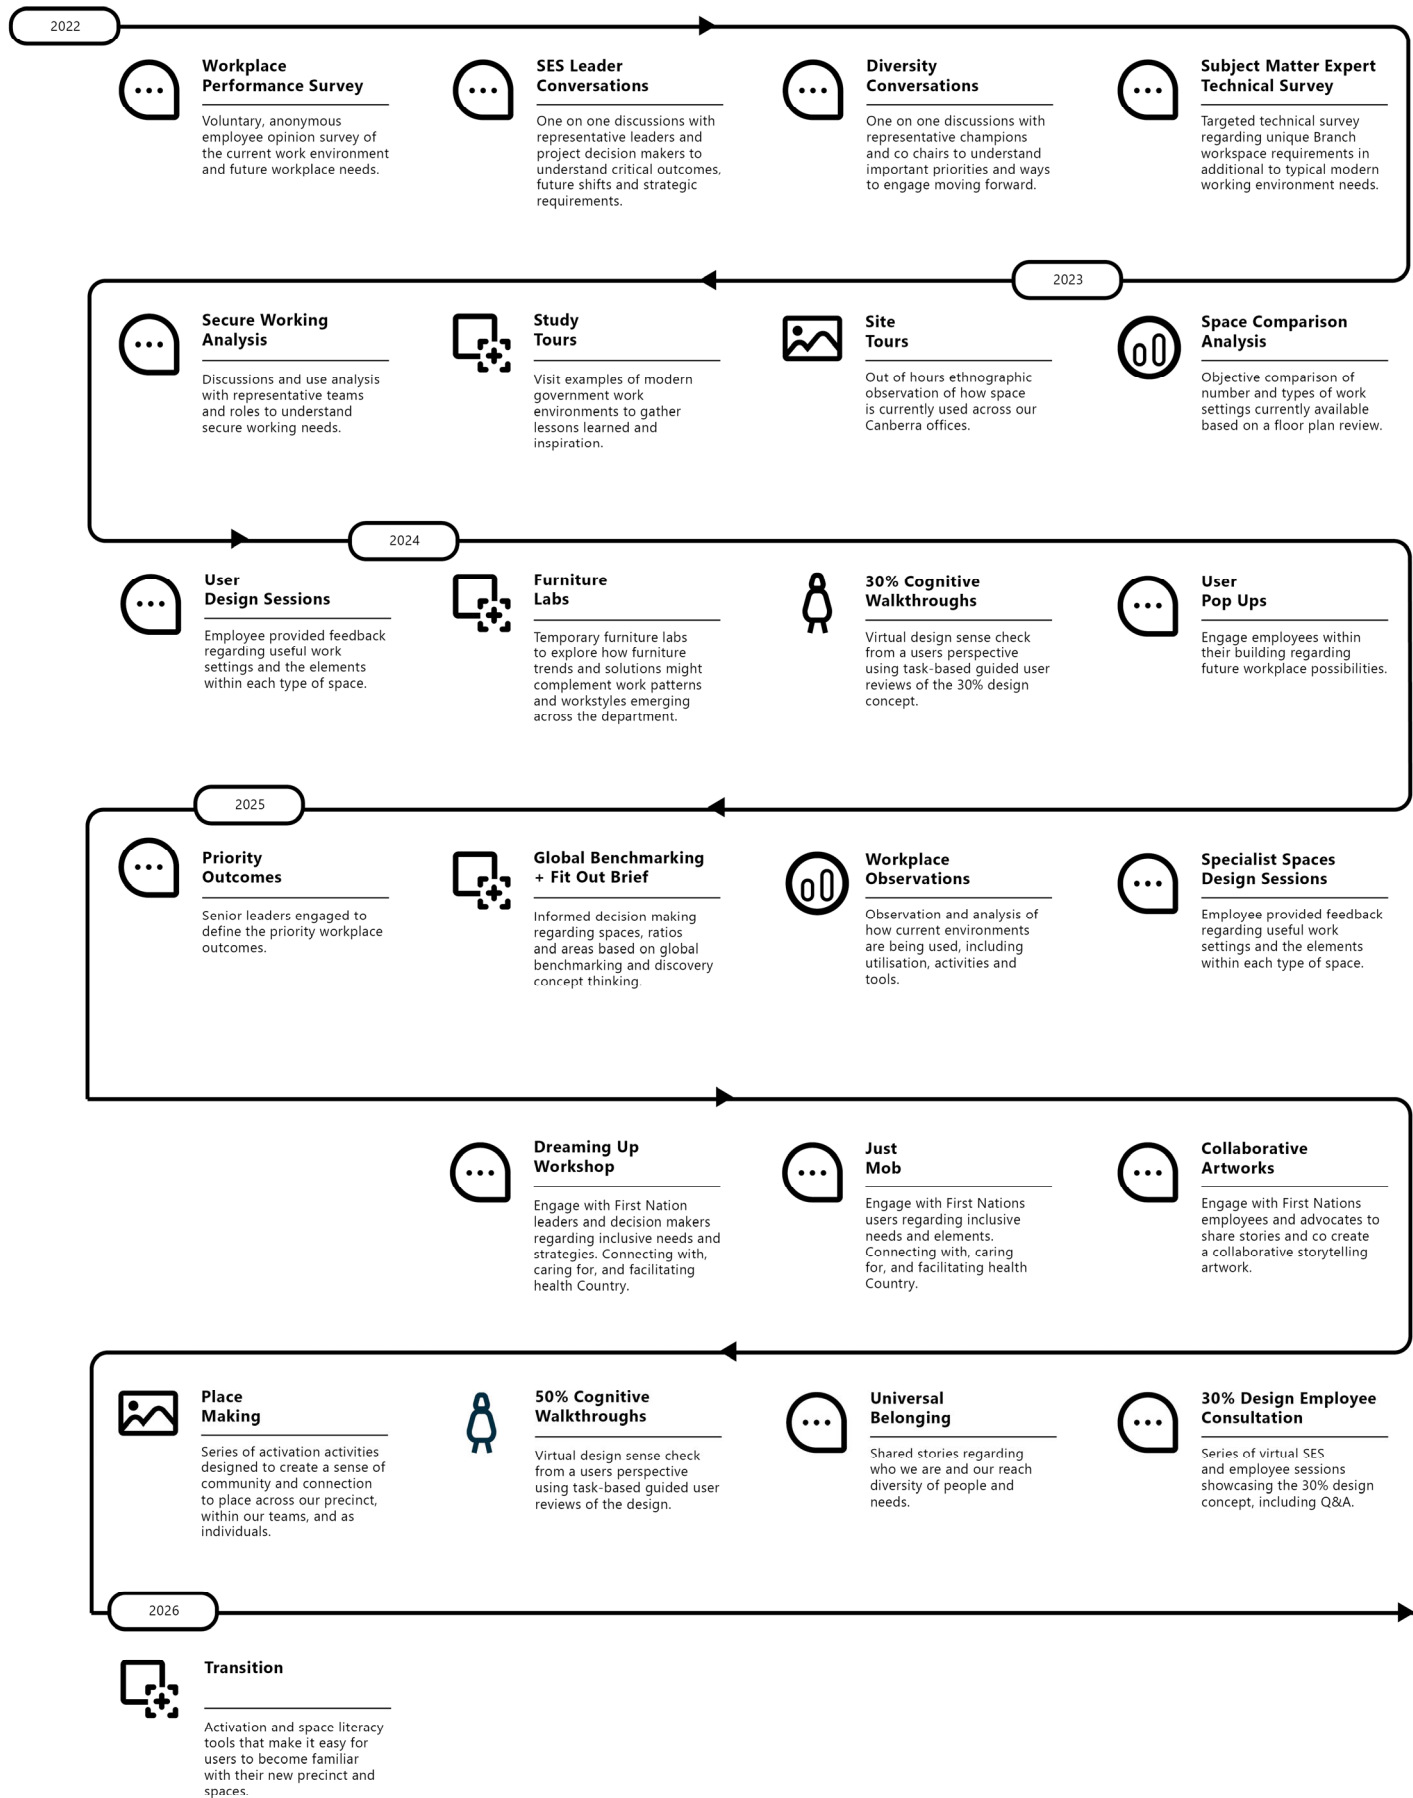 2022
Workplace
Performance Survey
Voluntary, anonymous
employee opinion survey of
the current work environment
and future workplace needs.
SES Leader
Conversations
One on one discussions with
representative leaders and
project decision makers to
understand critical outcomes,
future shifts and strategic
requirements.
Diversity
Conversations
One on one discussions with
representative champions
and co chairs to understand
important priorities and ways
to engage moving forward.
Subject Matter Expert
Technical Survey
Targeted technical survey
regarding unique Branch
workspace requirements in
additional to typical modern
working environment needs.
2023
Secure Working
Analysis
Discussions and use analysis
with representative teams
and roles to understand
secure working needs.
Study
Tours
Visit examples of modern
government work
environments to gather
lessons learned and
inspiration.
Site
Tours
Out of hours ethnographic
observation of how space
is currently used across our
Canberra offices.
Space Comparison
Analysis
Objective comparison of
number and types of work
settings currently available
based on a floor plan review.
2024
User
Design Sessions
Employee provided feedback
regarding useful work
settings and the elements
within each type of space.
Furniture
Labs
Temporary furniture labs
to explore how furniture
trends and solutions might
complement work patterns
and workstyles emerging
across the department.
30% Cognitive
Walkthroughs
Virtual design sense check
from a users perspective
using task-based guided user
reviews of the 30% design
concept.
User
Pop Ups
Engage employees within
their building regarding
future workplace possibilities.
2025
Priority
Outcomes
Senior leaders engaged to
define the priority workplace
outcomes.
Global Benchmarking
+ Fit Out Brief
Informed decision making
regarding spaces, ratios
and areas based on global
benchmarking and discovery
concept thinking.
Workplace
Observations
Observation and analysis of
how current environments
are being used, including
utilisation, activities and
tools.
Specialist Spaces
Design Sessions
Employee provided feedback
regarding useful work
settings and the elements
within each type of space.
Dreaming Up
Workshop
Engage with First Nation
leaders and decision makers
regarding inclusive needs and
strategies. Connecting with,
caring for, and facilitating
health Country.
Just
Mob
Engage with First Nations
users regarding inclusive
needs and elements.
Connecting with, caring
for, and facilitating health
Country.
Collaborative
Artworks
Engage with First Nations
employees and advocates to
share stories and co create
a collaborative storytelling
artwork.
Place
Making
Series of activation activities
designed to create a sense of
community and connection
to place across our precinct,
within our teams, and as
individuals.
50% Cognitive
Walkthroughs
Virtual design sense check
from a users perspective
using task-based guided user
reviews of the design.
Universal
Belonging
Shared stories regarding
who we are and our reach
diversity of people and
needs.
30% Design Employee
Consultation
Series of virtual SES
and employee sessions
showcasing the 30% design
concept, including Q&A.
2026
Transition
Activation and space literacy
tools that make it easy for
users to become familiar
with their new precinct and
spaces.